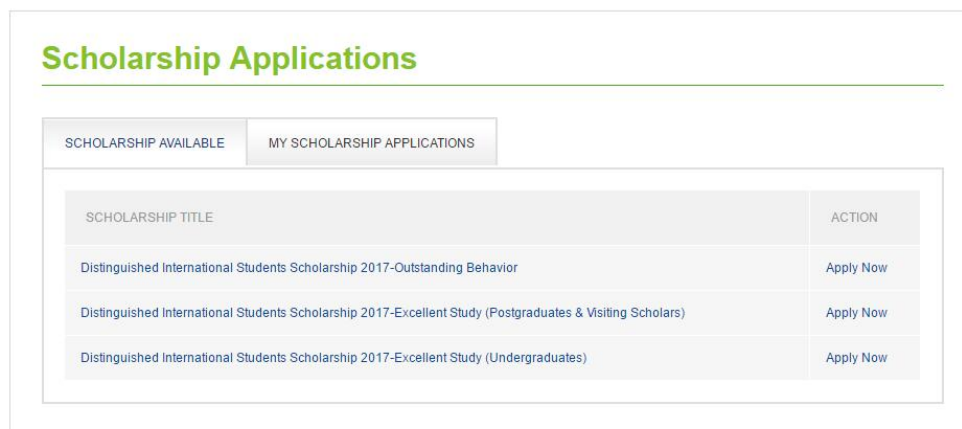 Scholarship Applications
SCHOLARSHIP AVAILABLE MY SCHOLARSHIP APPLICATIONS
SCHOLARSHIP TITLE ACTION
Distinguished International Students Scholarship 2017-Outstanding Behavior Apply Now
Distinguished International Students Scholarship 2017-Excellent Study (Postgraduates & Visiting Scholars) Apply Now
Distinguished International Students Scholarship 2017-Excellent Study (Undergraduates) Apply Now